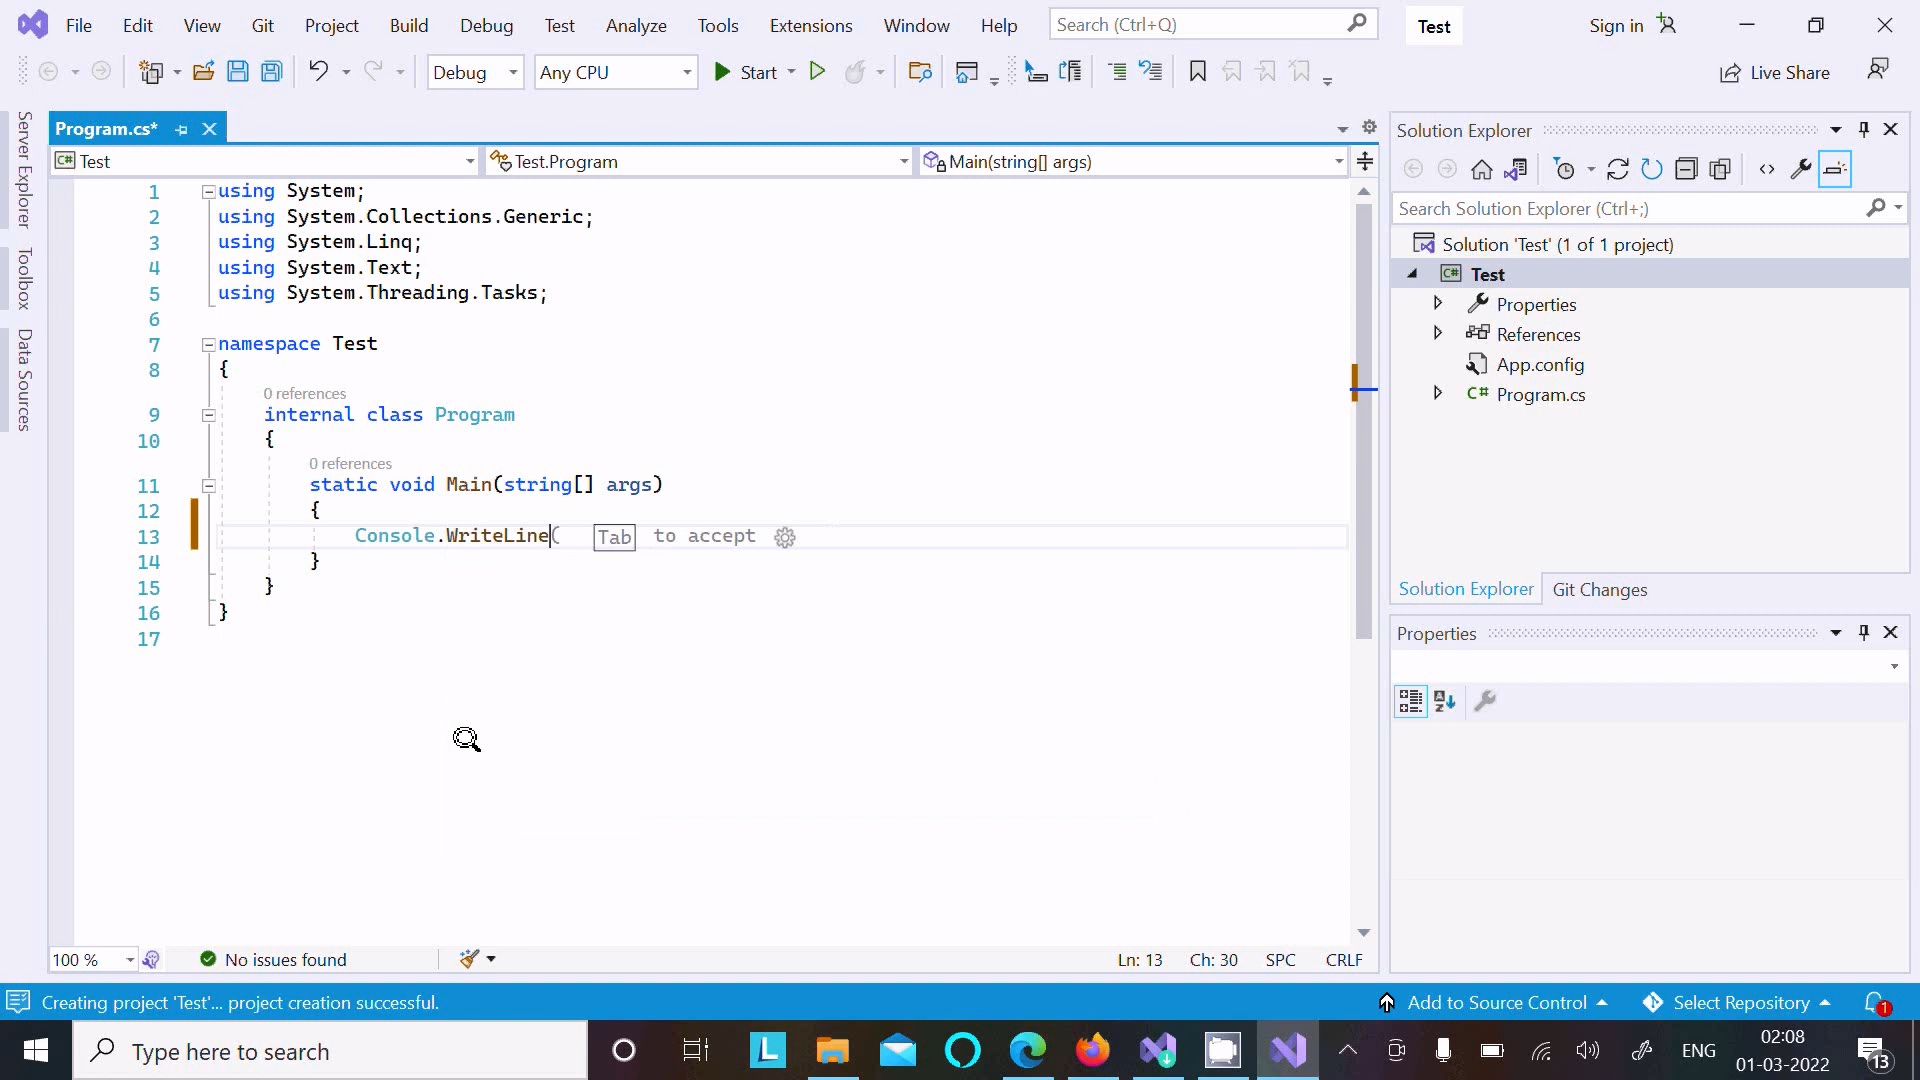 File Edit View Git Project Build Debug Test Analyze Tools Extensions Window Help Search (Ctrl+Q) Test Sign in
Debug Any CPU Start Live Share
Server Explorer
Toolbox
Data Sources
Program.cs*
Test Test.Program Main(string[] args)
1 using System;
2 using System.Collections.Generic;
3 using System.Linq;
4 using System.Text;
5 using System.Threading.Tasks;
6
7 namespace Test
8 {
0 references
9 internal class Program
10 {
0 references
11 static void Main(string[] args)
12 {
13 Console.WriteLine( Tab to accept
14 }
15 }
16 }
17
100 % No issues found Ln: 13 Ch: 30 SPC CRLF
Solution Explorer
Search Solution Explorer (Ctrl+;)
Solution 'Test' (1 of 1 project)
C# Test
Properties
References
App.config
C# Program.cs
Solution Explorer Git Changes
Properties
Creating project 'Test'... project creation successful. Add to Source Control Select Repository 1
Type here to search L ENG 02:08 13
01-03-2022